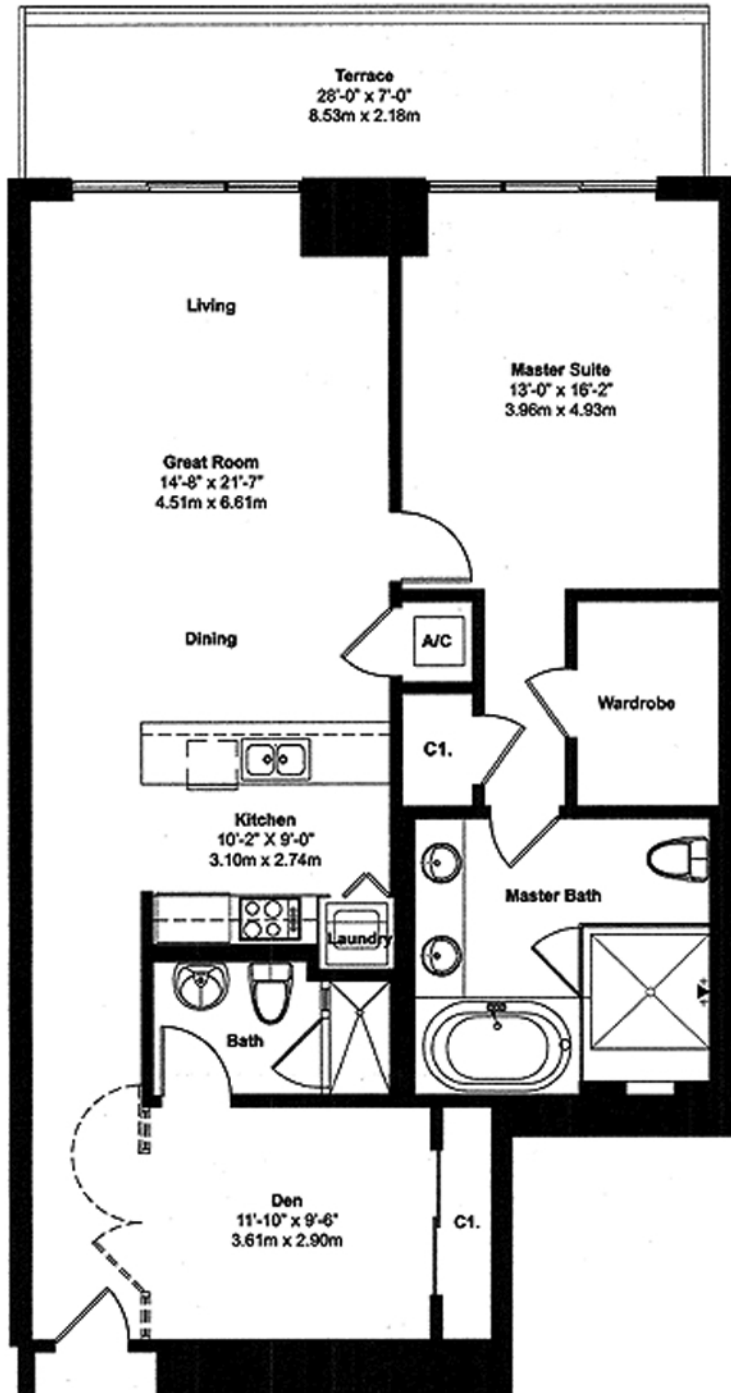 Terrace
28'-0" x 7'-0"
8.53m x 2.18m
Living
Master Suite
13'-0" x 16'-2"
3.96m x 4.93m
Great Room
14'-8" x 21'-7"
4.51m x 6.61m
Dining
A/C
Wardrobe
C1.
Kitchen
10'-2" X 9'-0"
3.10m x 2.74m
Master Bath
Laundry
Bath
Den
11'-10" x 9'-6"
3.61m x 2.90m
C1.